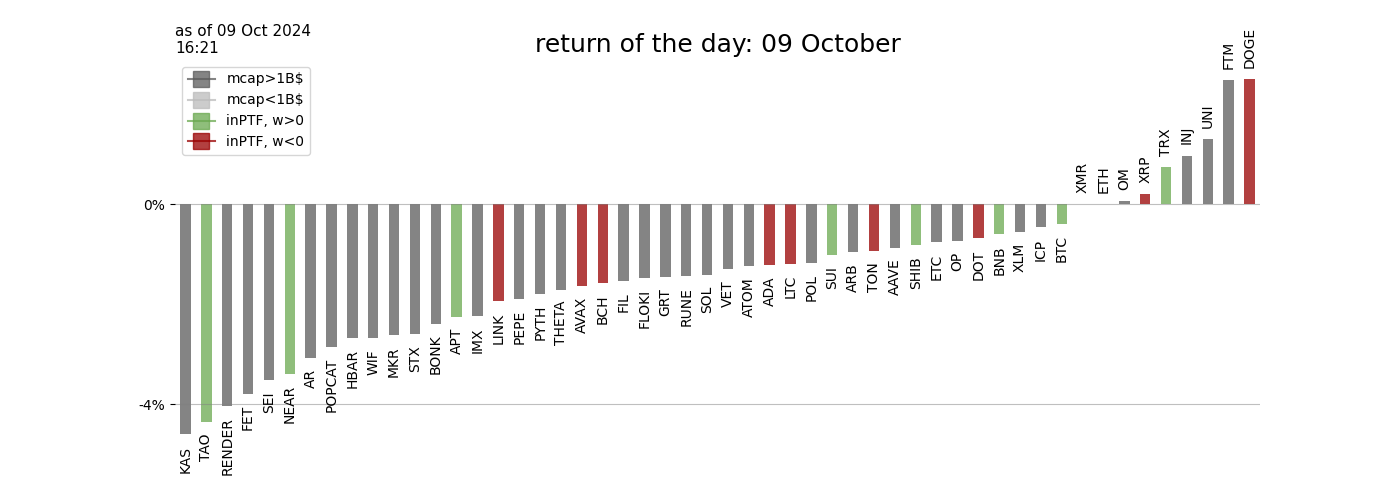 as of 09 Oct 2024
16:21
return of the day: 09 October
mcap>1B$
mcap<1B$
inPTF, w>0
inPTF, w<0
0%
-4%
KAS
TAO
RENDER
FET
SEI
NEAR
AR
POPCAT
HBAR
WIF
MKR
STX
BONK
APT
IMX
LINK
PEPE
PYTH
THETA
AVAX
BCH
FIL
FLOKI
GRT
RUNE
SOL
VET
ATOM
ADA
LTC
POL
SUI
ARB
TON
AAVE
SHIB
ETC
OP
DOT
BNB
XLM
ICP
BTC
XMR
ETH
OM
XRP
TRX
INJ
UNI
FTM
DOGE